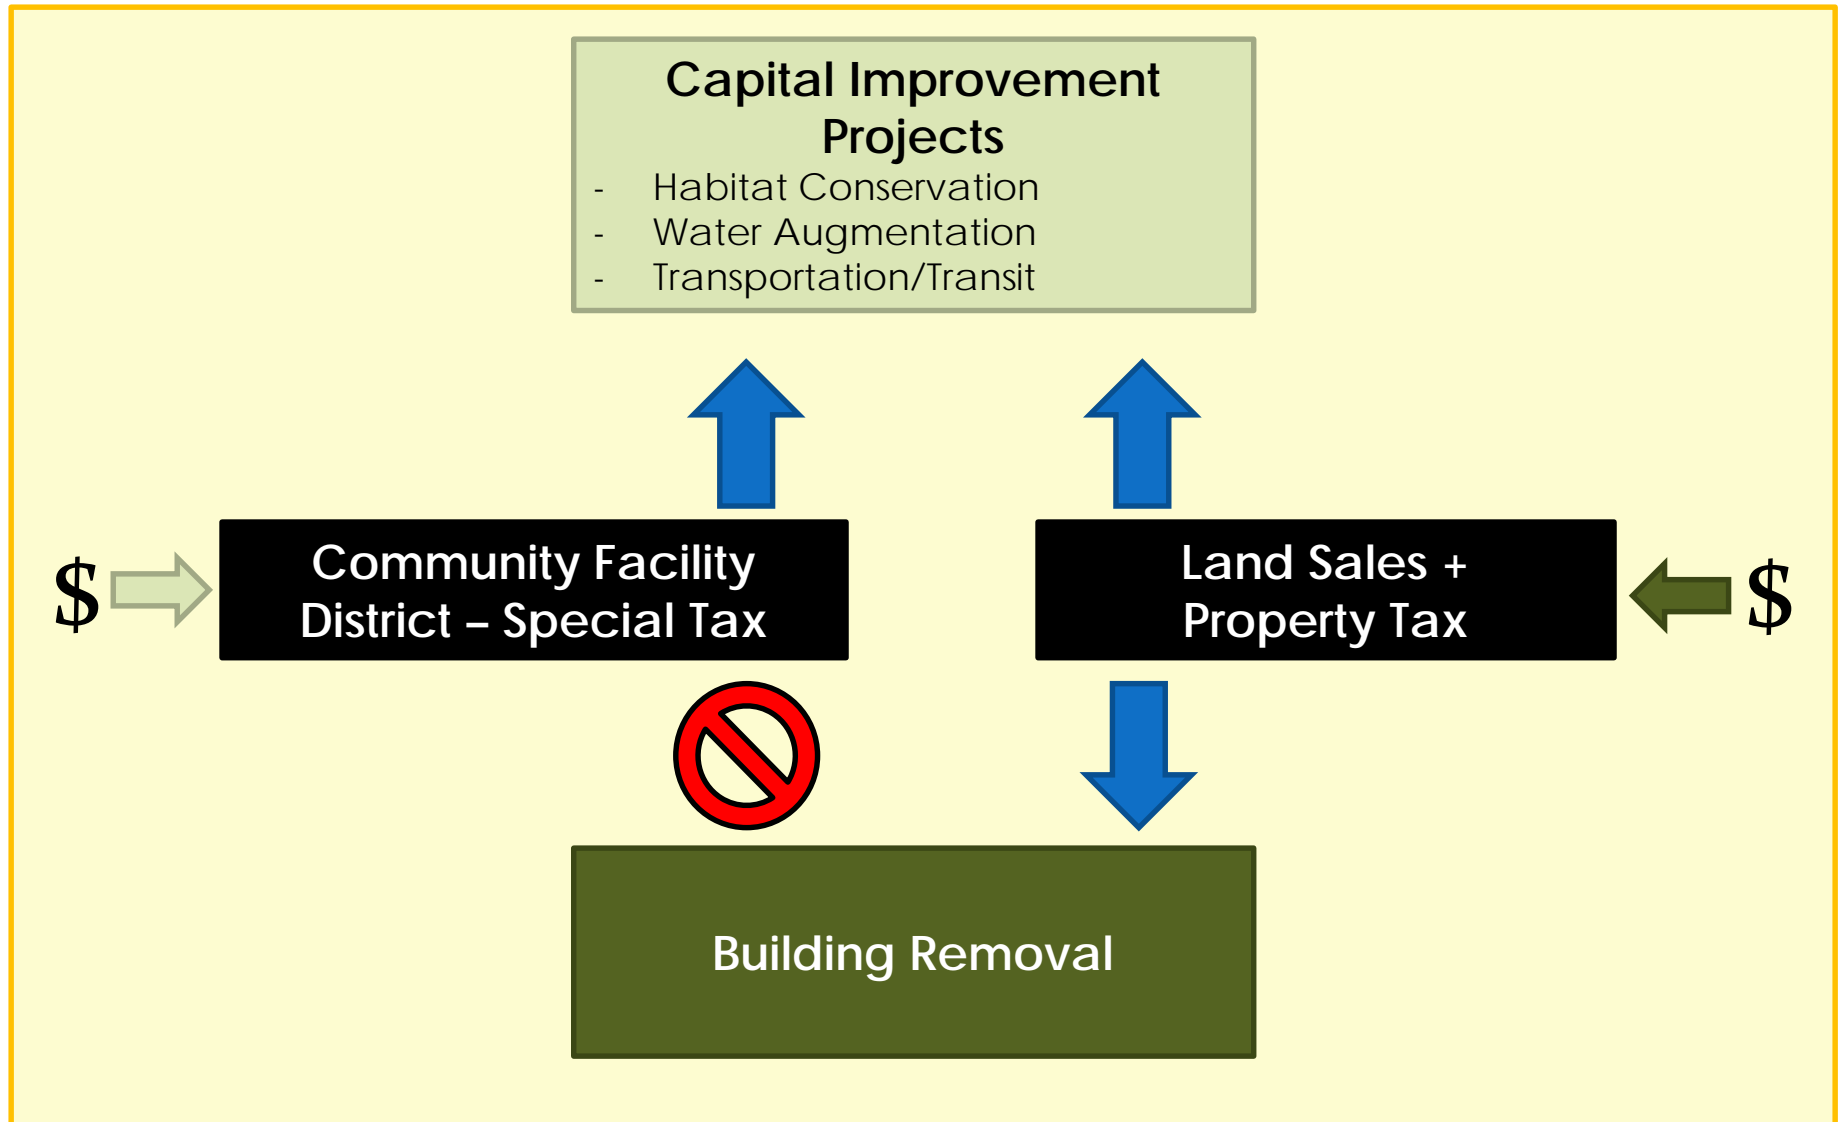 Capital Improvement
Projects
- Habitat Conservation
- Water Augmentation
- Transportation/Transit
$
Community Facility
District – Special Tax
Land Sales +
Property Tax
$
Building Removal